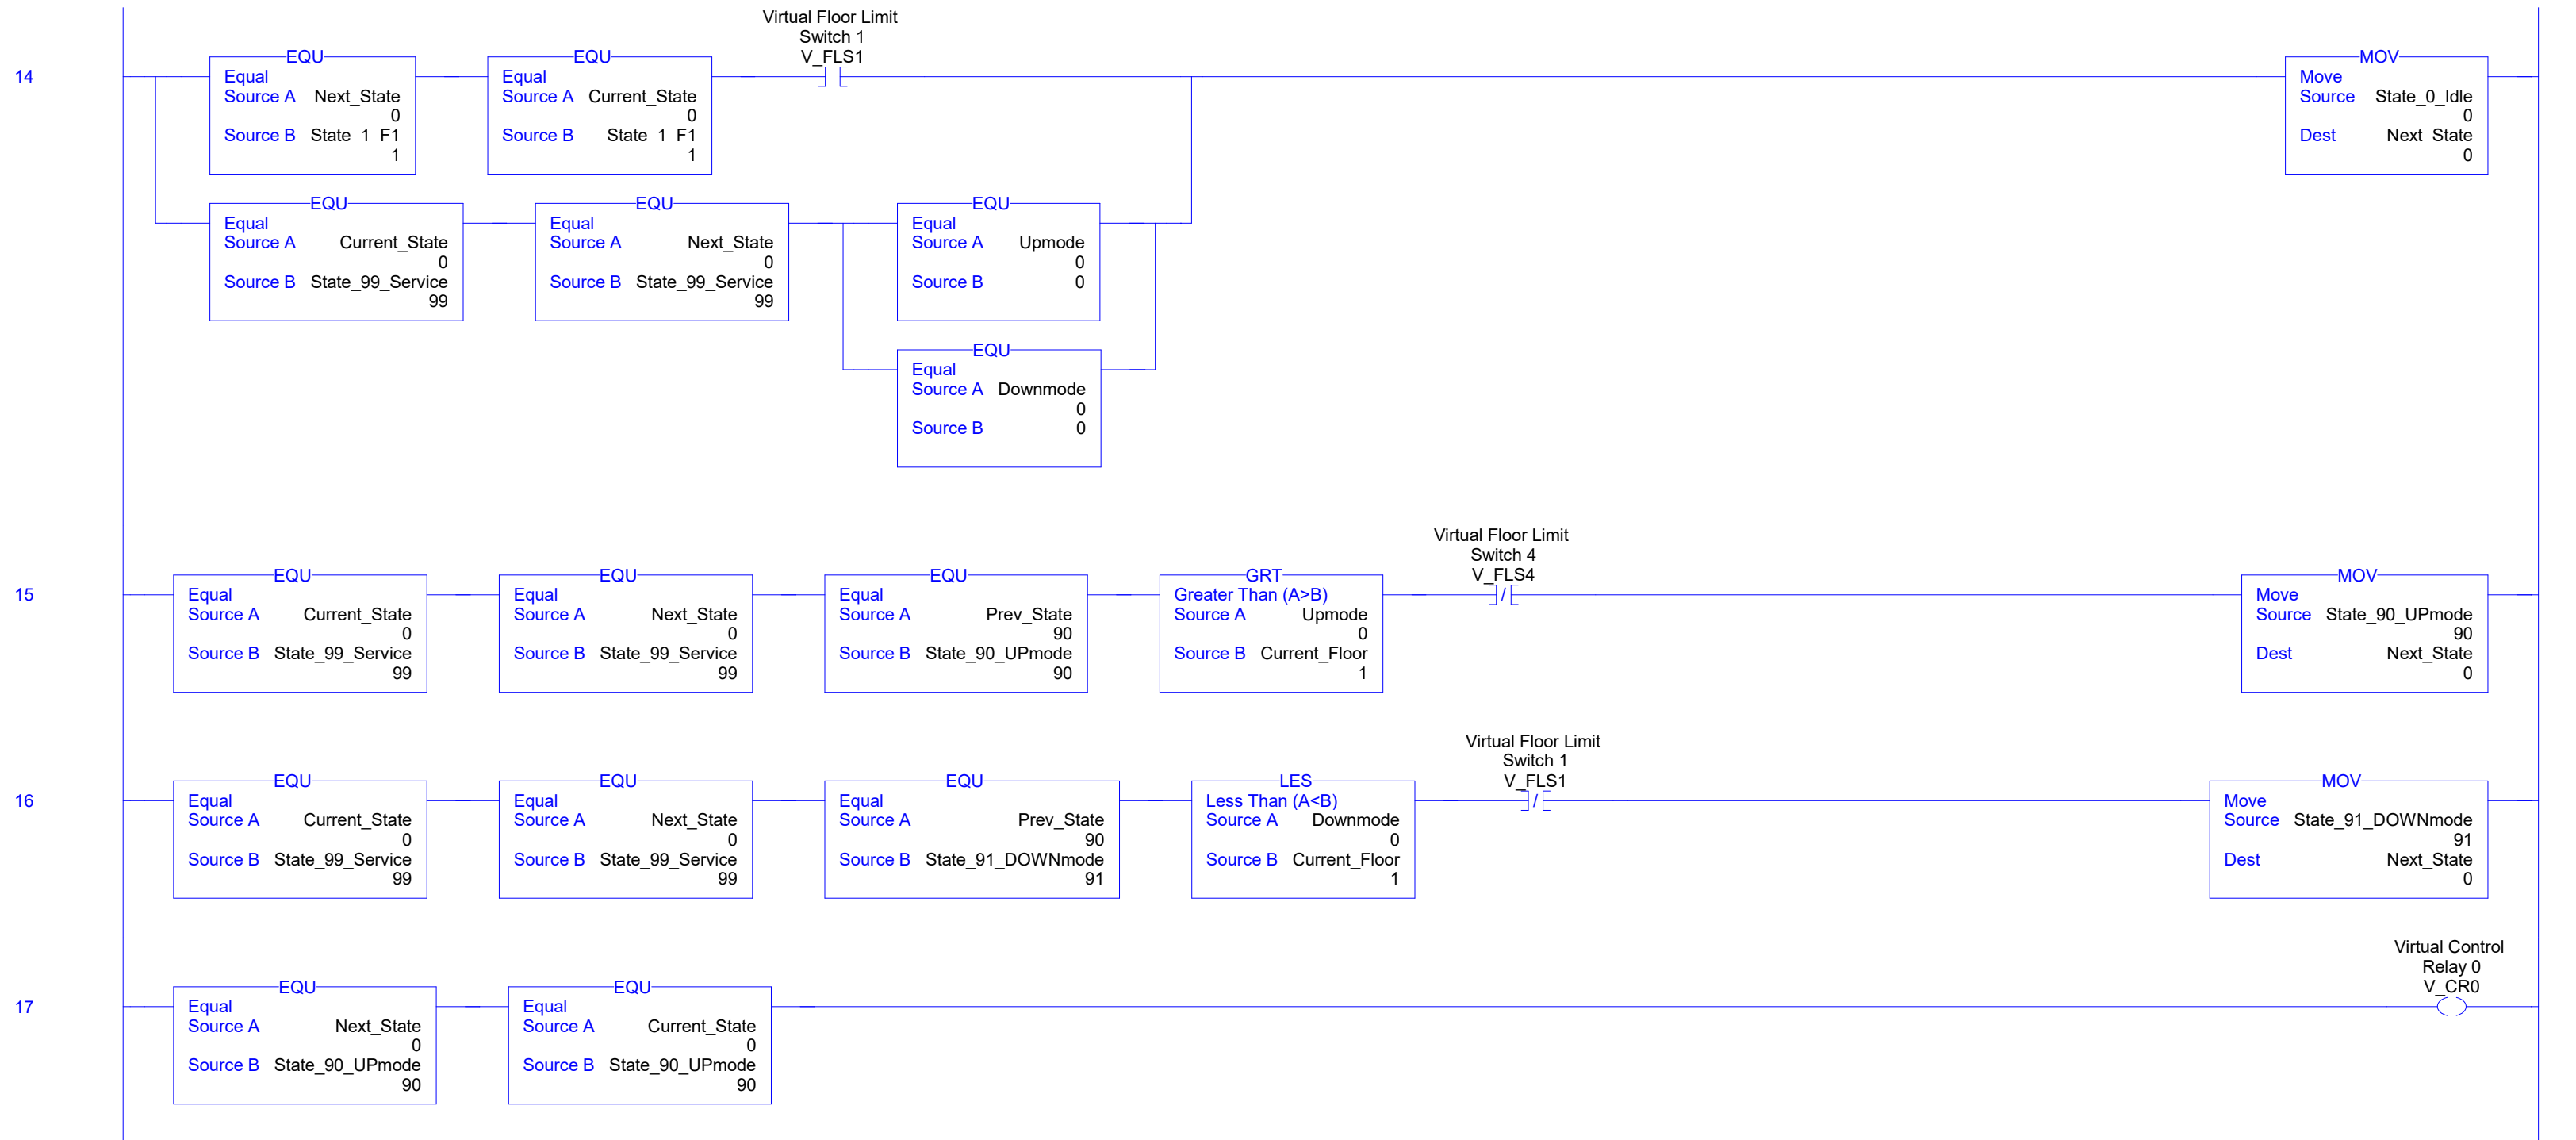 Virtual Floor Limit
Switch 1
V_FLS1
14
EQU
Equal
Source A Next_State
0
Source B State_1_F1
1
EQU
Equal
Source A Current_State
0
Source B State_1_F1
1
MOV
Move
Source State_0_Idle
0
Dest Next_State
0
EQU
Equal
Source A Current_State
0
Source B State_99_Service
99
EQU
Equal
Source A Next_State
0
Source B State_99_Service
99
EQU
Equal
Source A Upmode
0
Source B 0
EQU
Equal
Source A Downmode
0
Source B 0
Virtual Floor Limit
Switch 4
V_FLS4
15
EQU
Equal
Source A Current_State
0
Source B State_99_Service
99
EQU
Equal
Source A Next_State
0
Source B State_99_Service
99
EQU
Equal
Source A Prev_State
90
Source B State_90_UPmode
90
GRT
Greater Than (A>B)
Source A Upmode
0
Source B Current_Floor
1
MOV
Move
Source State_90_UPmode
90
Dest Next_State
0
Virtual Floor Limit
Switch 1
V_FLS1
16
EQU
Equal
Source A Current_State
0
Source B State_99_Service
99
EQU
Equal
Source A Next_State
0
Source B State_99_Service
99
EQU
Equal
Source A Prev_State
90
Source B State_91_DOWNmode
91
LES
Less Than (A<B)
Source A Downmode
0
Source B Current_Floor
1
MOV
Move
Source State_91_DOWNmode
91
Dest Next_State
0
Virtual Control
Relay 0
V_CR0
17
EQU
Equal
Source A Next_State
0
Source B State_90_UPmode
90
EQU
Equal
Source A Current_State
0
Source B State_90_UPmode
90